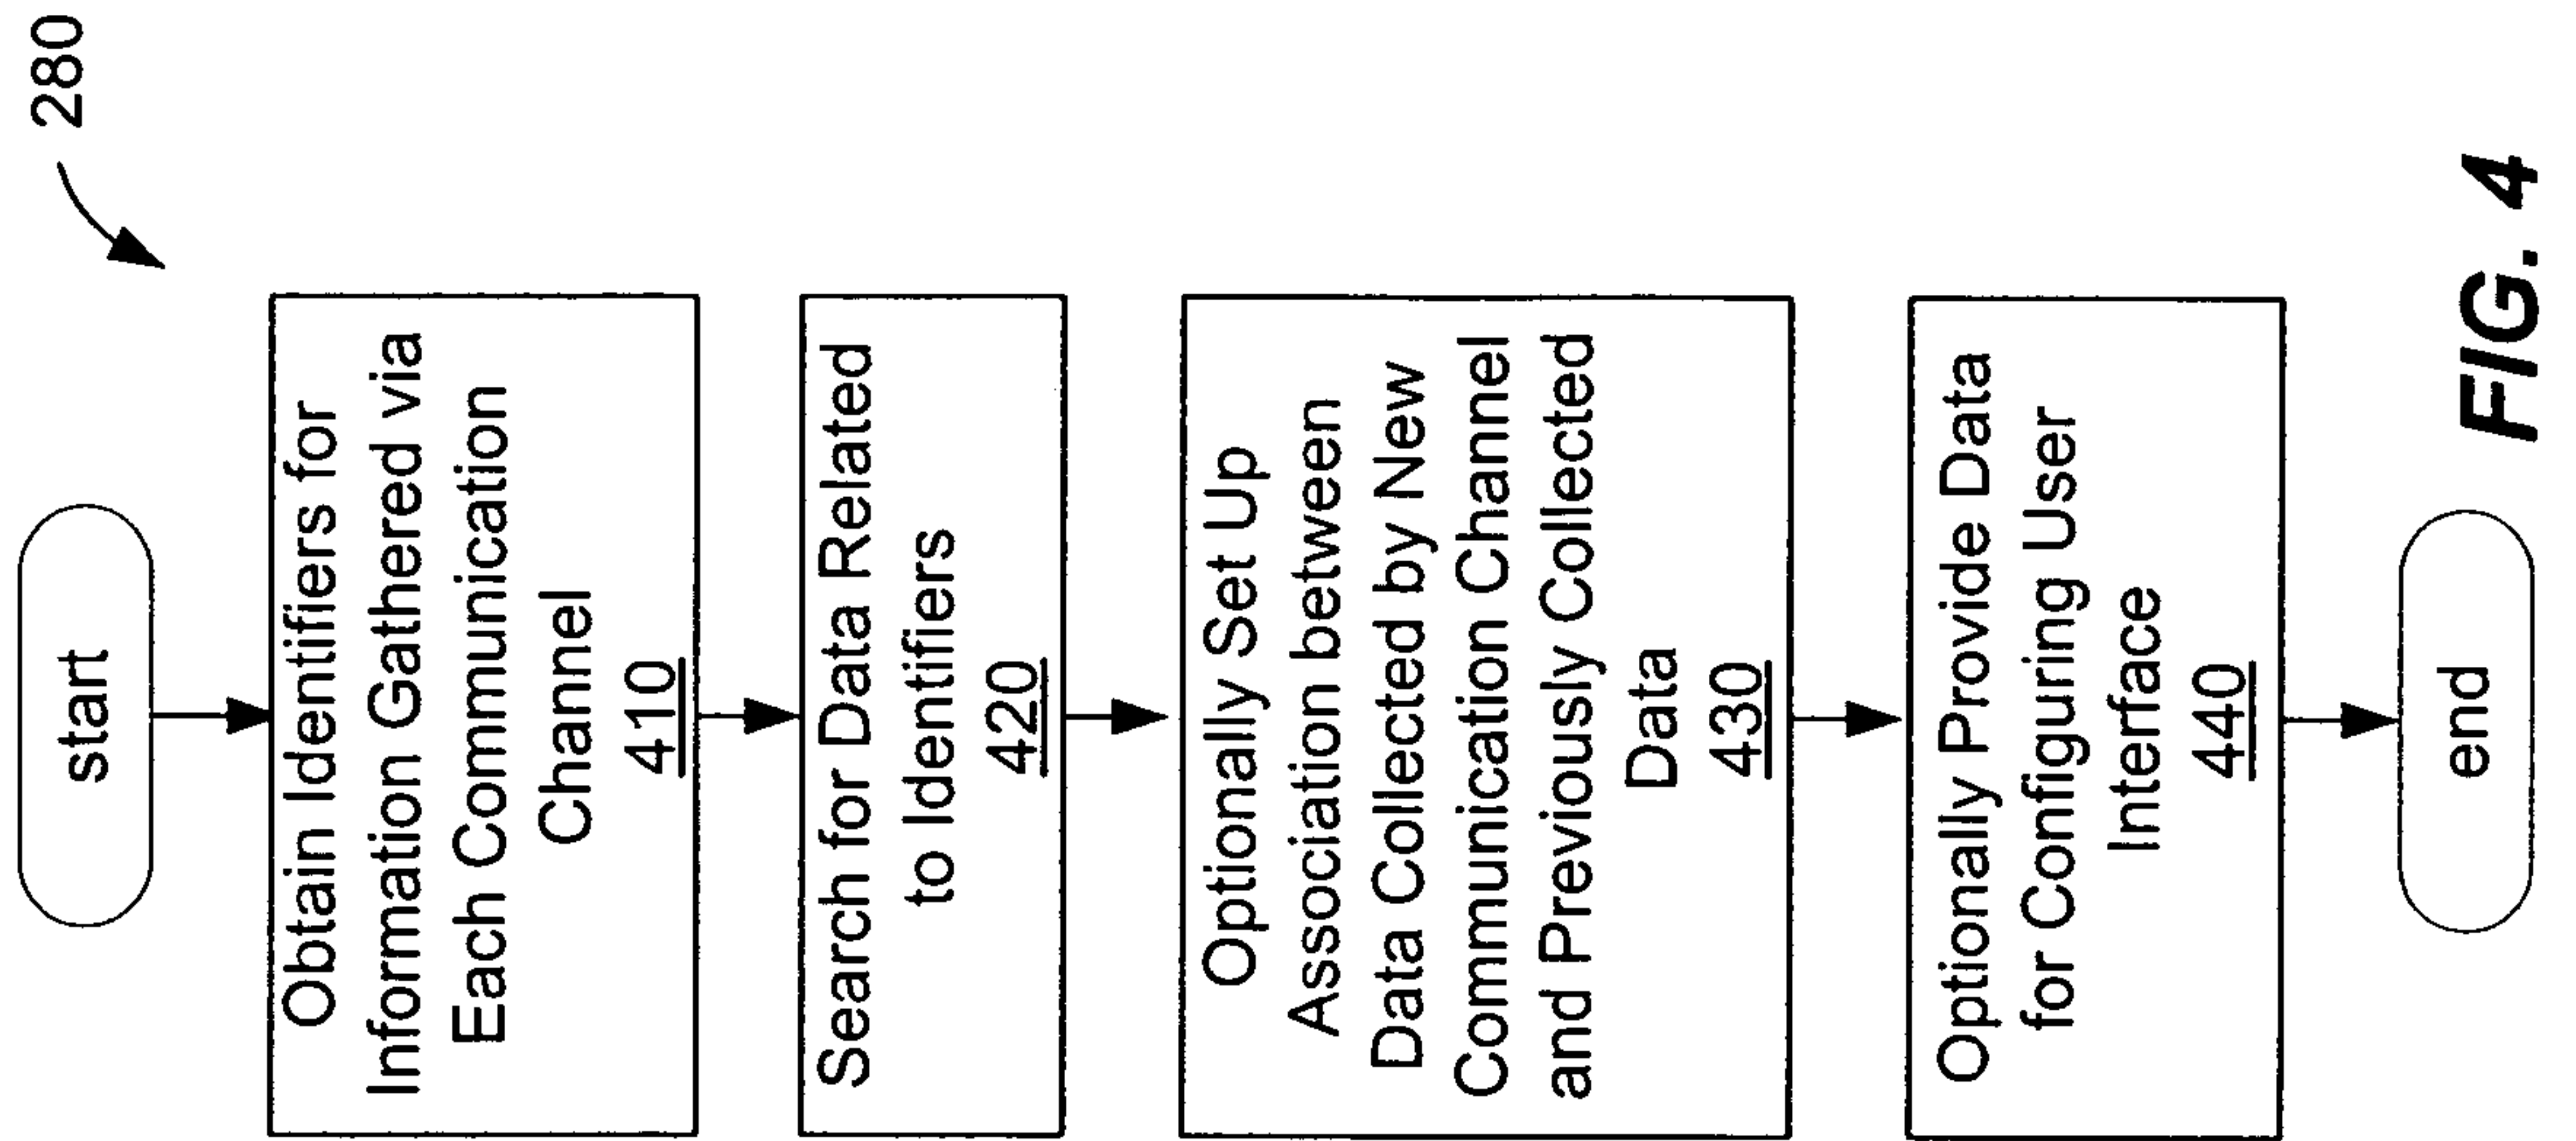 280
start
Obtain Identifiers for
Information Gathered via
Each Communication
Channel
410
Search for Data Related
to Identifiers
420
Optionally Set Up
Association between
Data Collected by New
Communication Channel
and Previously Collected
Data
430
Optionally Provide Data
for Configuring User
Interface
440
end
FIG. 4